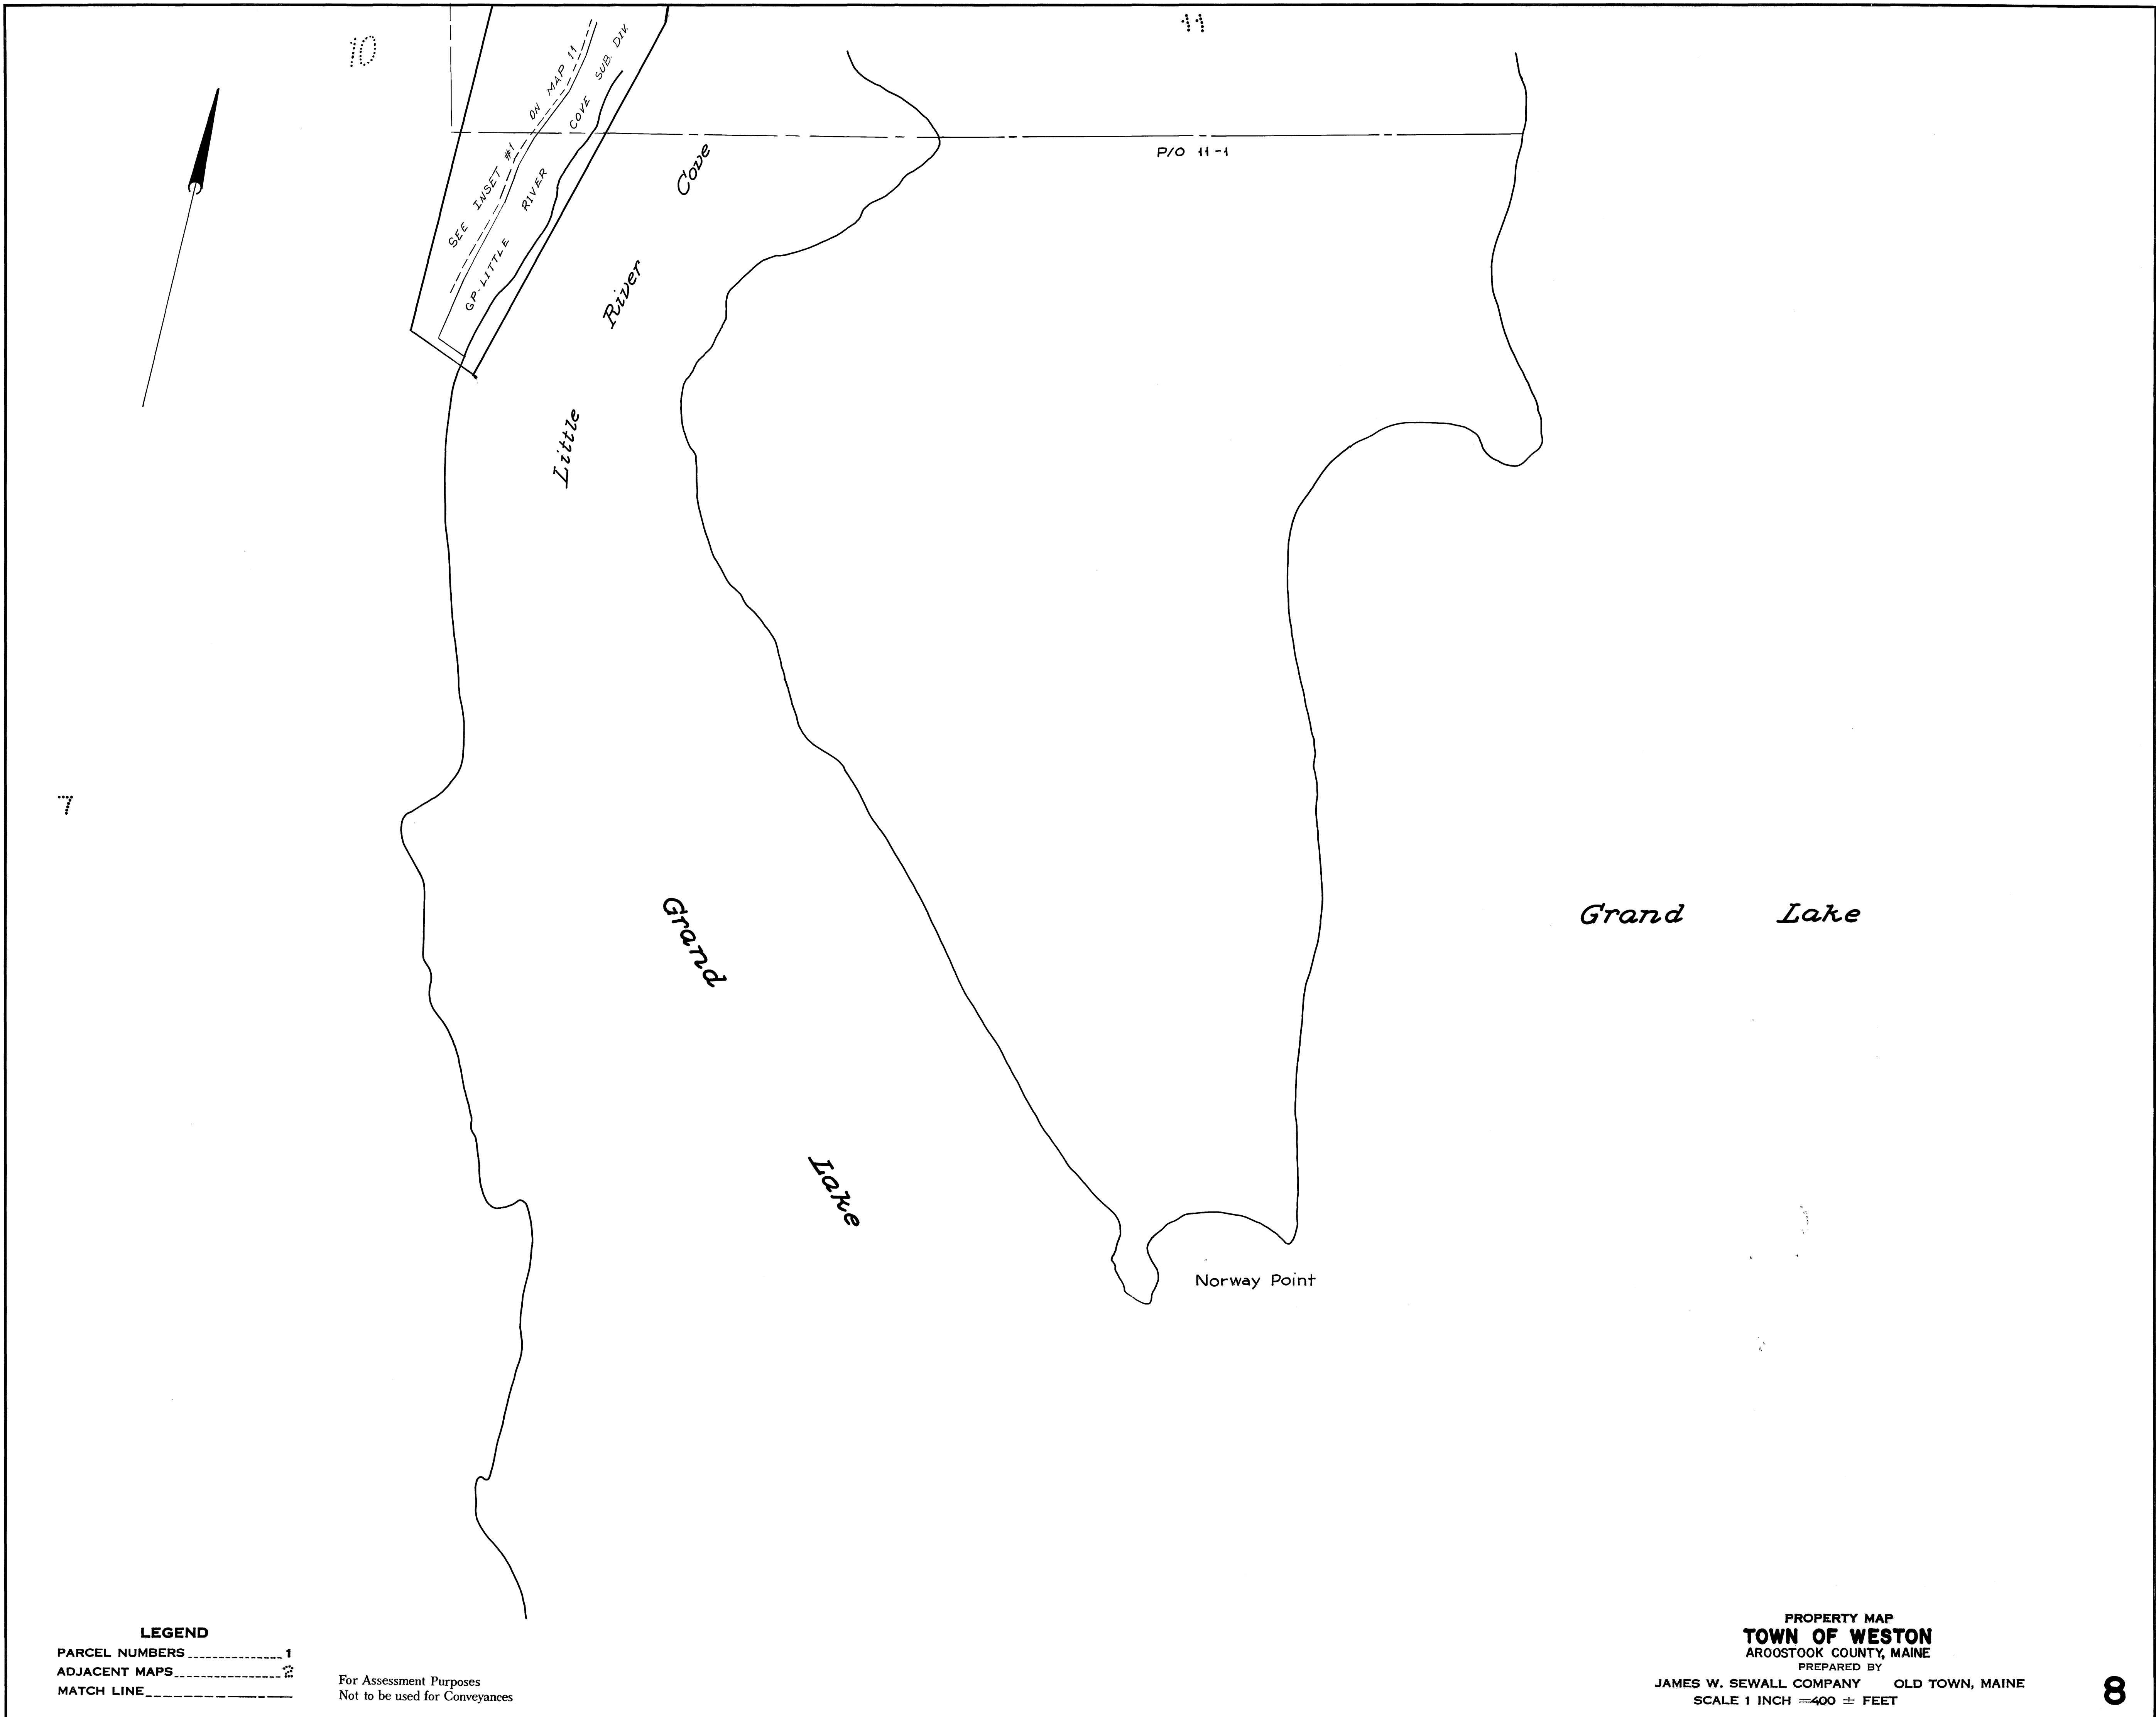 10
11
SEE INSET #1 ON MAP 11
GP-LITTLE RIVER COVE SUB. DIV.
P/O 11-1
Little River Cove
7
Grand Lake
Grand Lake
Norway Point
LEGEND
PARCEL NUMBERS 1
ADJACENT MAPS 2
MATCH LINE
For Assessment Purposes
Not to be used for Conveyances
PROPERTY MAP
TOWN OF WESTON
AROOSTOOK COUNTY, MAINE
PREPARED BY
JAMES W. SEWALL COMPANY OLD TOWN, MAINE
SCALE 1 INCH = 400 ± FEET
8